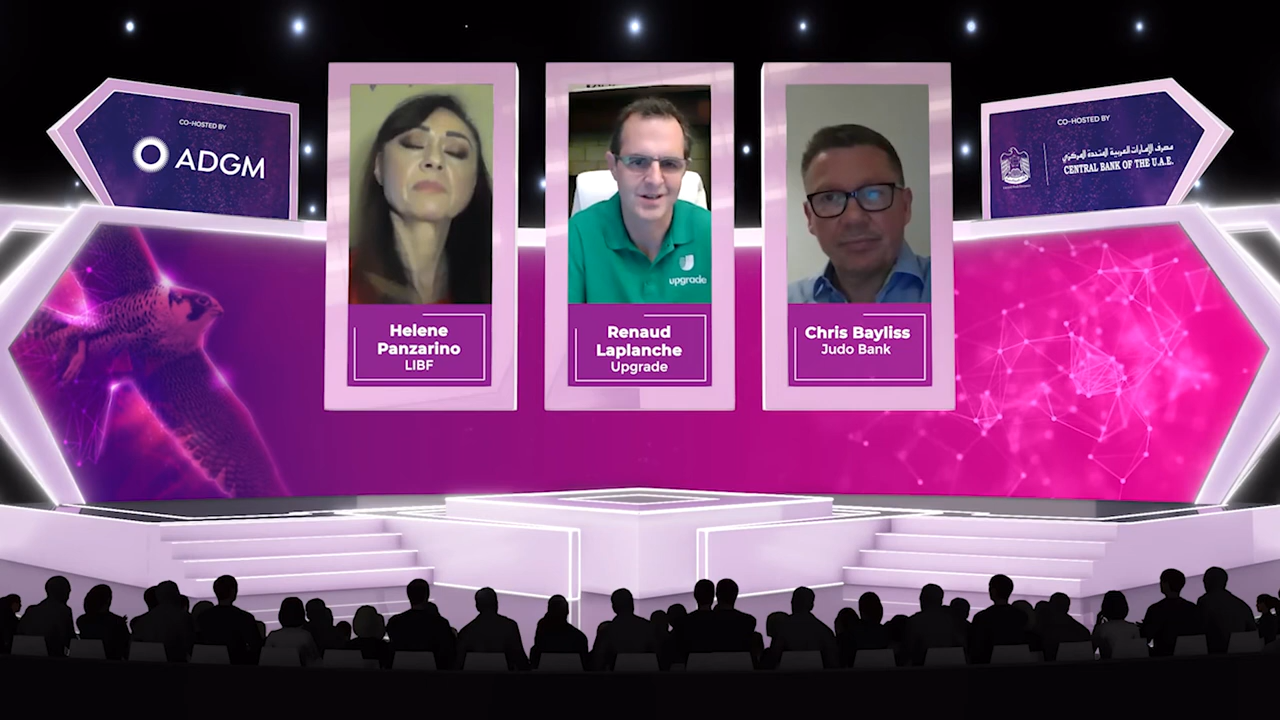 CO-HOSTED BY
ADGM
CO-HOSTED BY
مصرف الإمارات العربية المتحدة المركزي
CENTRAL BANK OF THE U.A.E.
upgrade
Helene
Panzarino
LIBF
Renaud
Laplanche
Upgrade
Chris Bayliss
Judo Bank